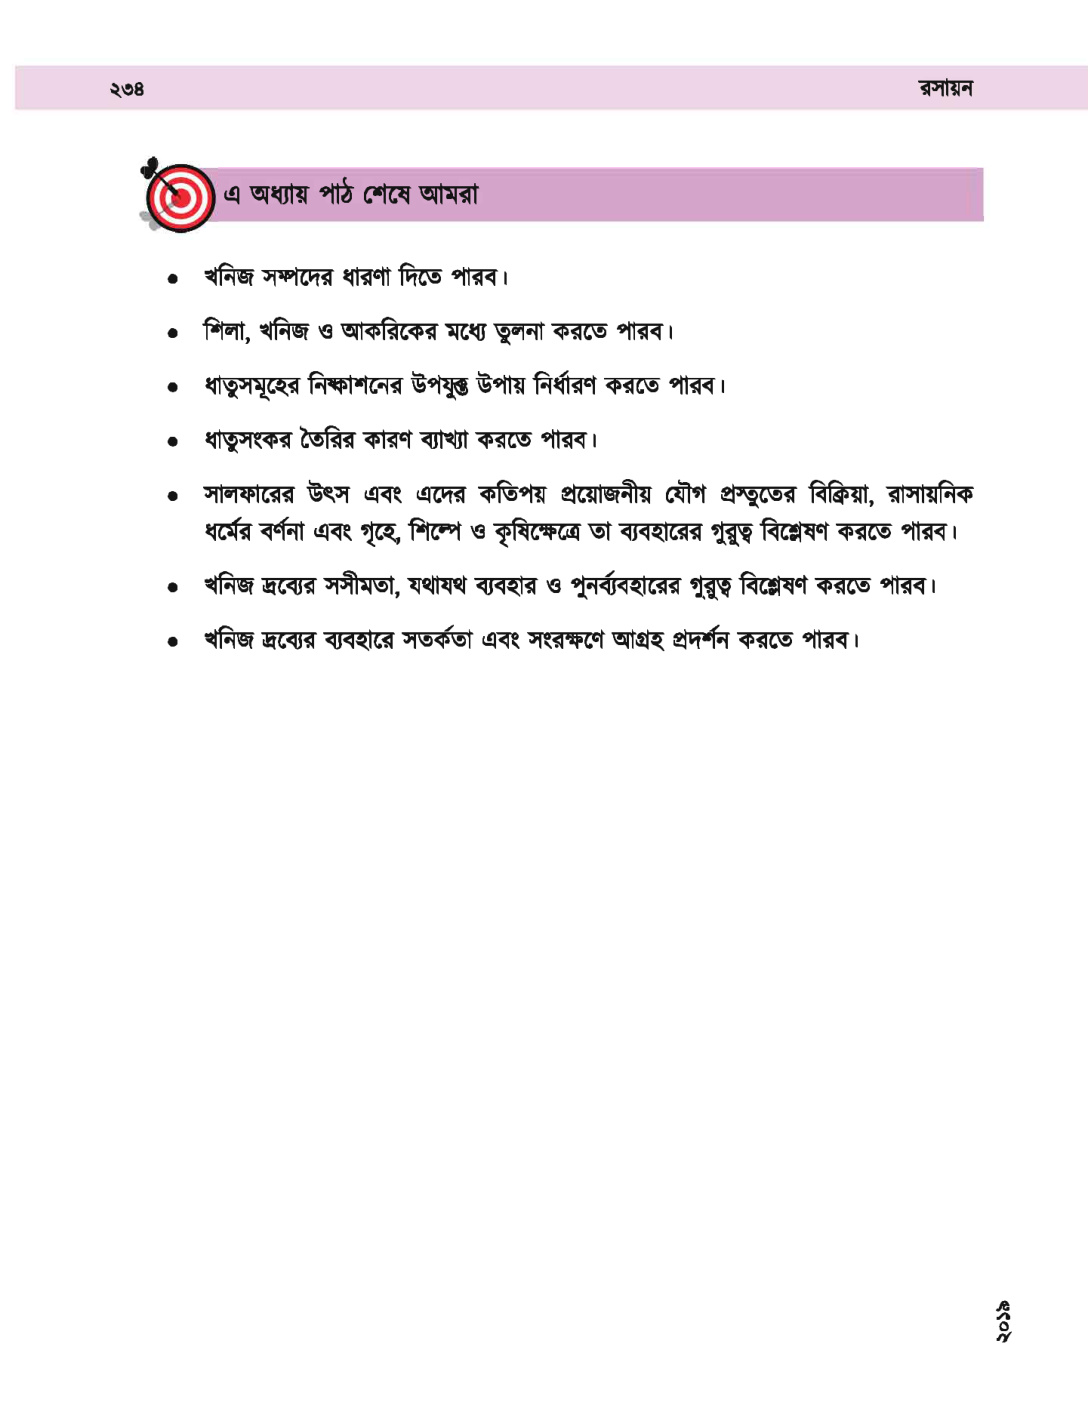 ২৩৪
রসায়ন
এ অধ্যায় পাঠ শেষে আমরা
● খনিজ সম্পদের ধারণা দিতে পারব।
● শিলা, খনিজ ও আকরিকের মধ্যে তুলনা করতে পারব।
● ধাতুসমূহের নিষ্কাশনের উপযুক্ত উপায় নির্ধারণ করতে পারব।
● ধাতুসংকর তৈরির কারণ ব্যাখ্যা করতে পারব।
● সালফারের উৎস এবং এদের কতিপয় প্রয়োজনীয় যৌগ প্রস্তুতের বিক্রিয়া, রাসায়নিক
ধর্মের বর্ণনা এবং গৃহে, শিল্পে ও কৃষিক্ষেত্রে তা ব্যবহারের গুরুত্ব বিশ্লেষণ করতে পারব।
● খনিজ দ্রব্যের সসীমতা, যথাযথ ব্যবহার ও পুনর্ব্যবহারের গুরুত্ব বিশ্লেষণ করতে পারব।
● খনিজ দ্রব্যের ব্যবহারে সতর্কতা এবং সংরক্ষণে আগ্রহ প্রদর্শন করতে পারব।
২০১৯